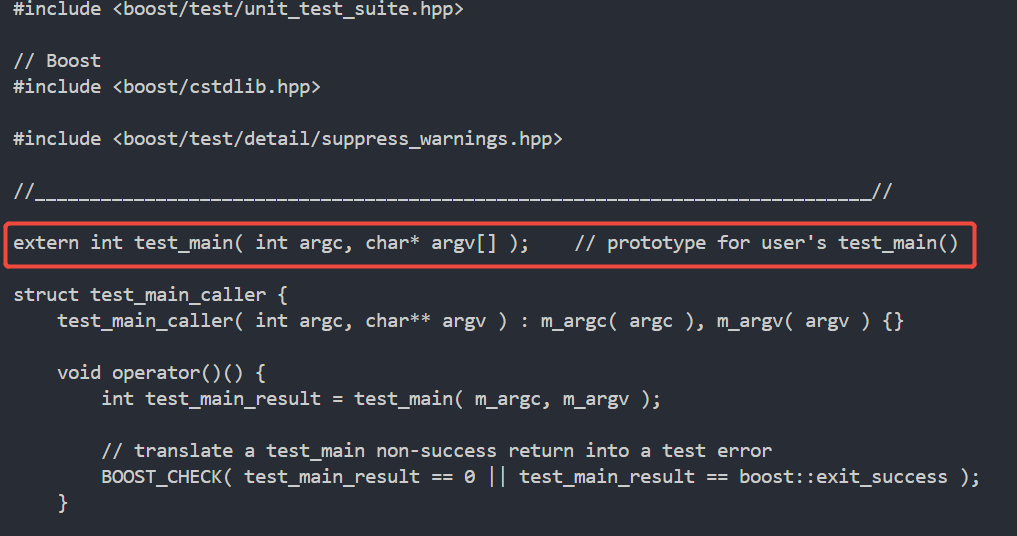 #include <boost/test/unit_test_suite.hpp>
// Boost
#include <boost/cstdlib.hpp>
#include <boost/test/detail/suppress_warnings.hpp>
//____________________________________________________________________________//
extern int test_main( int argc, char* argv[] );    // prototype for user's test_main()
struct test_main_caller {
    test_main_caller( int argc, char** argv ) : m_argc( argc ), m_argv( argv ) {}
    void operator()() {
        int test_main_result = test_main( m_argc, m_argv );
        // translate a test_main non-success return into a test error
        BOOST_CHECK( test_main_result == 0 || test_main_result == boost::exit_success );
    }